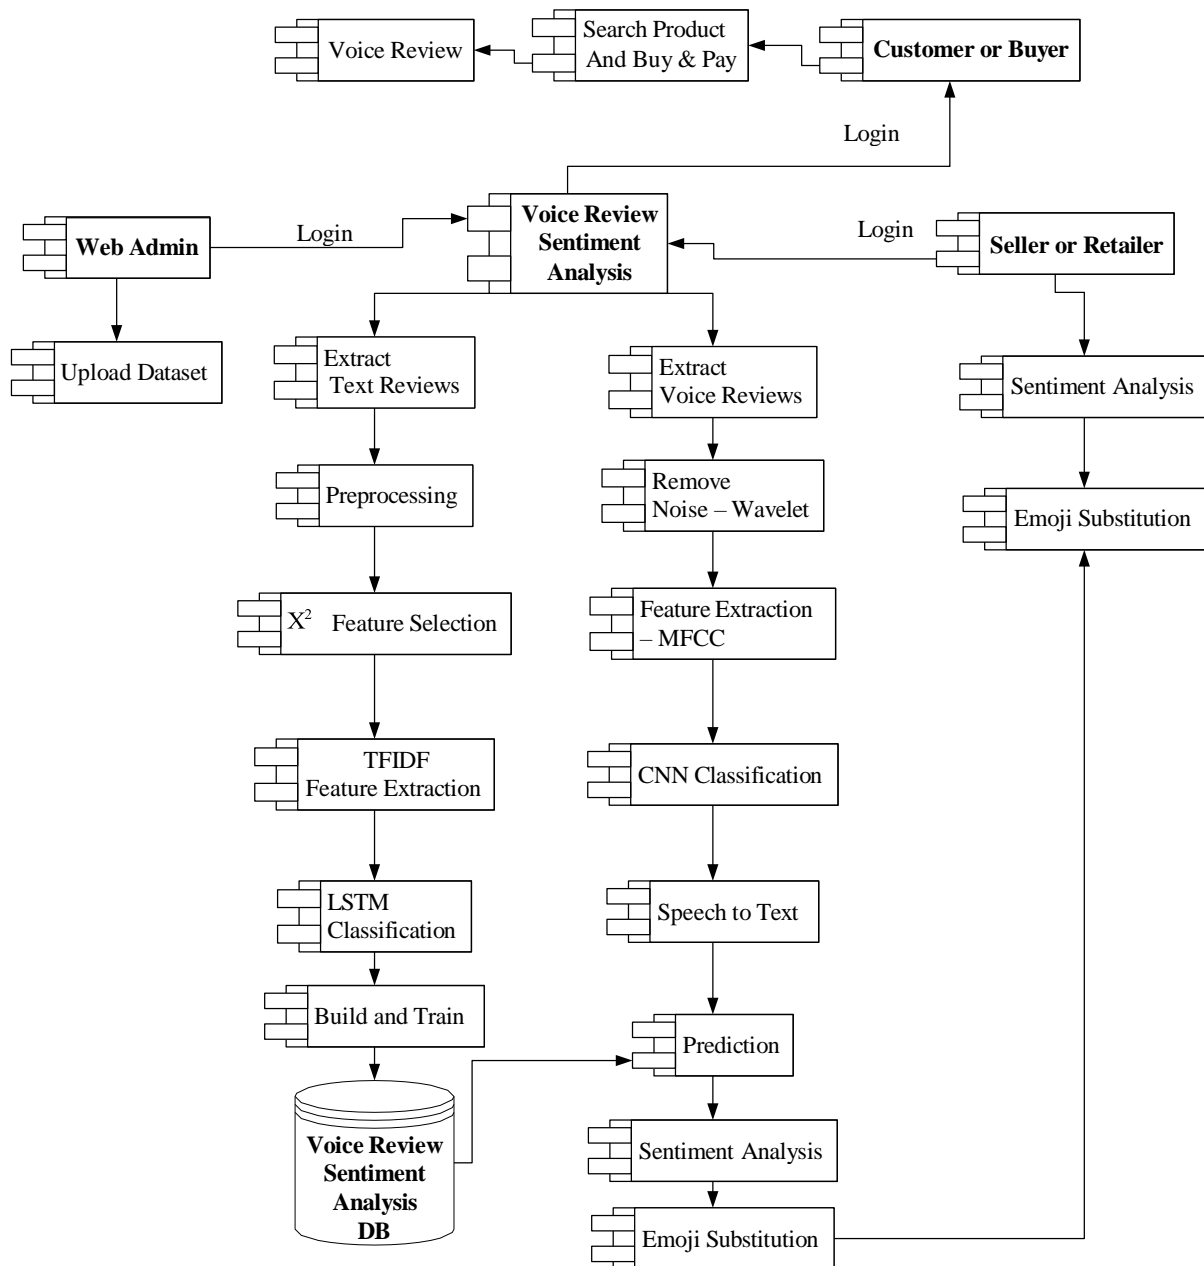 Voice Review
Search Product
And Buy & Pay
Customer or Buyer
Login
Web Admin
Login
Voice Review
Sentiment
Analysis
Login
Seller or Retailer
Upload Dataset
Extract
Text Reviews
Extract
Voice Reviews
Sentiment Analysis
Preprocessing
Remove
Noise – Wavelet
Emoji Substitution
X² Feature Selection
Feature Extraction
– MFCC
TFIDF
Feature Extraction
CNN Classification
LSTM
Classification
Speech to Text
Build and Train
Prediction
Voice Review
Sentiment
Analysis
DB
Sentiment Analysis
Emoji Substitution